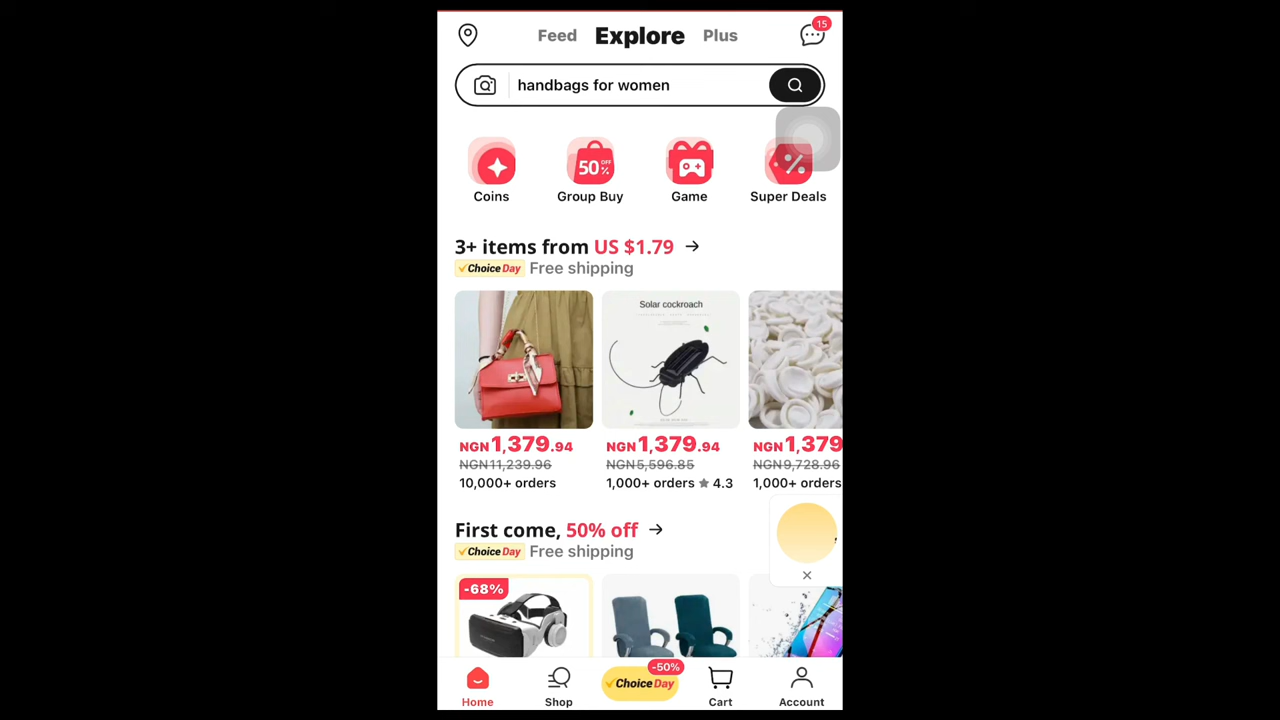 Feed Explore Plus 15
handbags for women
50% OFF
Coins Group Buy Game Super Deals
3+ items from US $1.79
Choice Day Free shipping
Solar cockroach
NGN1,379.94 NGN1,379.94 NGN1,379
NGN11,239.96 NGN5,596.85 NGN9,728.96
10,000+ orders 1,000+ orders 4.3 1,000+ orders
First come, 50% off
Choice Day Free shipping
-68%
-50%
Choice Day
Home Shop Cart Account